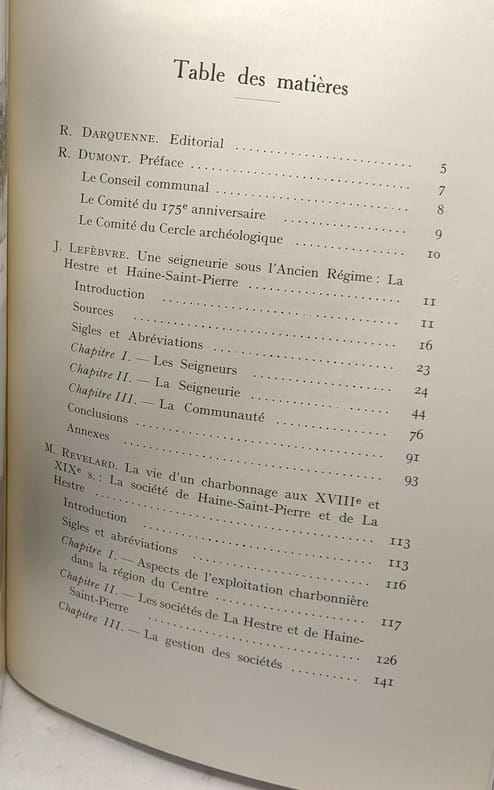 Table des matières
R. DARQUENNE. Editorial .................... 5
R. DUMONT. Préface .................... 7
Le Conseil communal .................... 8
Le Comité du 175e anniversaire .................... 9
Le Comité du Cercle archéologique .................... 10
J. LEFÈBVRE. Une seigneurie sous l'Ancien Régime : La
Hestre et Haine-Saint-Pierre .................... 11
Introduction .................... 11
Sources .................... 16
Sigles et Abréviations .................... 23
Chapitre I. — Les Seigneurs .................... 24
Chapitre II. — La Seigneurie .................... 44
Chapitre III. — La Communauté .................... 76
Conclusions .................... 91
Annexes .................... 93
M. REVELARD. La vie d'un charbonnage aux XVIIIe et
XIXe s. : La société de Haine-Saint-Pierre et de La
Hestre .................... 113
Introduction .................... 113
Sigles et abréviations .................... 116
Chapitre I. — Aspects de l'exploitation charbonnière
dans la région du Centre .................... 117
Chapitre II. — Les sociétés de La Hestre et de Haine-
Saint-Pierre .................... 126
Chapitre III. — La gestion des sociétés .......... 141